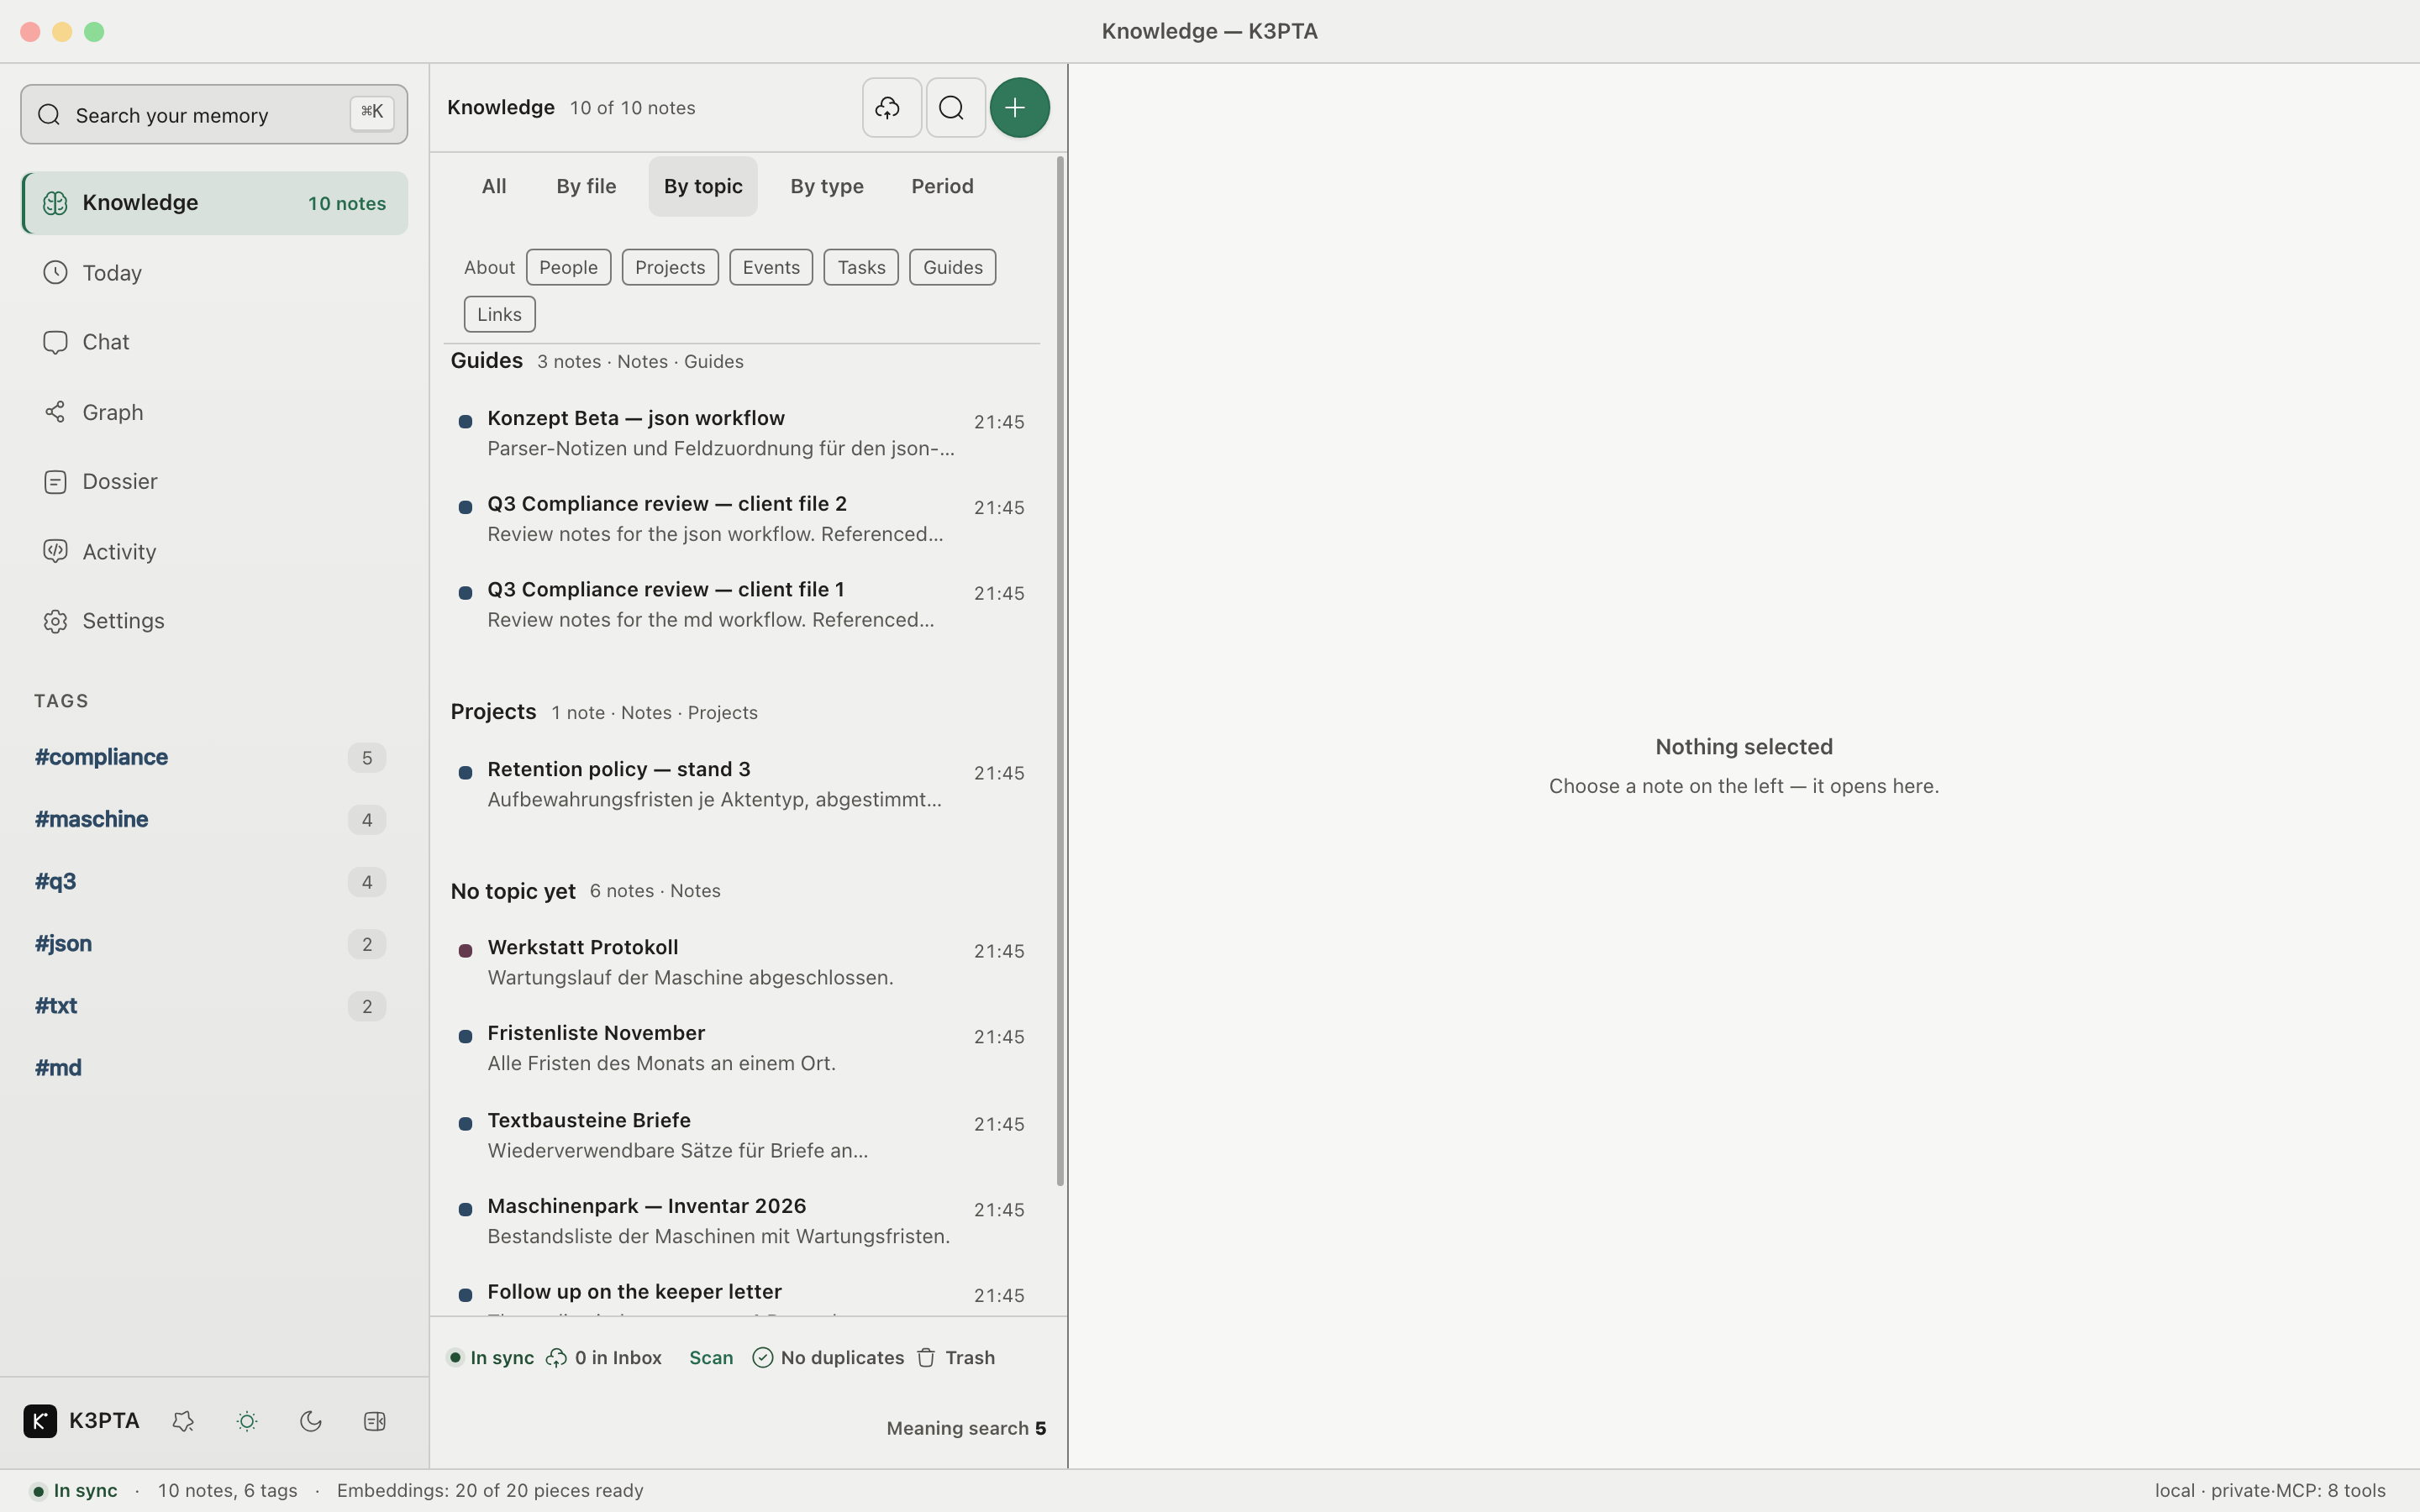 Knowledge — K3PTA
Search your memory ⌘K
Knowledge 10 notes
Today
Chat
Graph
Dossier
Activity
Settings
TAGS
#compliance 5
#maschine 4
#q3 4
#json 2
#txt 2
#md
K3PTA
Knowledge 10 of 10 notes
All By file By topic By type Period
About People Projects Events Tasks Guides
Links
Guides 3 notes · Notes · Guides
Konzept Beta — json workflow 21:45
Parser-Notizen und Feldzuordnung für den json-...
Q3 Compliance review — client file 2 21:45
Review notes for the json workflow. Referenced...
Q3 Compliance review — client file 1 21:45
Review notes for the md workflow. Referenced...
Projects 1 note · Notes · Projects
Retention policy — stand 3 21:45
Aufbewahrungsfristen je Aktentyp, abgestimmt...
No topic yet 6 notes · Notes
Werkstatt Protokoll 21:45
Wartungslauf der Maschine abgeschlossen.
Fristenliste November 21:45
Alle Fristen des Monats an einem Ort.
Textbausteine Briefe 21:45
Wiederverwendbare Sätze für Briefe an...
Maschinenpark — Inventar 2026 21:45
Bestandsliste der Maschinen mit Wartungsfristen.
Follow up on the keeper letter 21:45
In sync 0 in Inbox Scan No duplicates Trash
Meaning search 5
Nothing selected
Choose a note on the left — it opens here.
In sync · 10 notes, 6 tags · Embeddings: 20 of 20 pieces ready
local · private·MCP: 8 tools